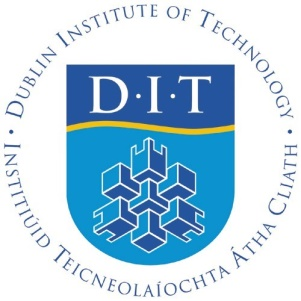 • DUBLIN INSTITUTE OF TECHNOLOGY •
INSTITIÚID TEICNEOLAÍOCHTA ÁTHA CLIATH
D·I·T